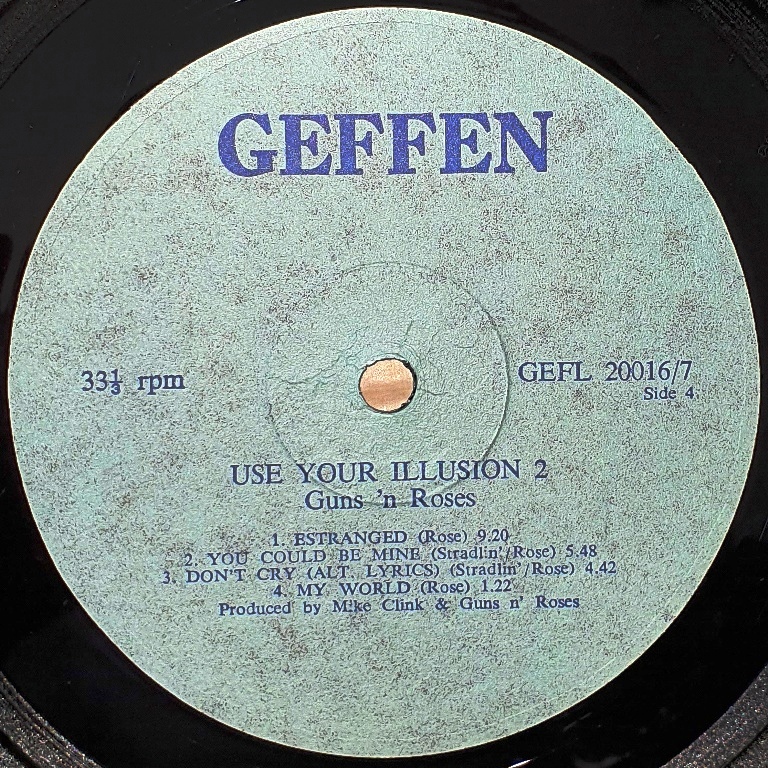 GEFFEN
33⅓ rpm
GEFL 20016/7
Side 4
USE YOUR ILLUSION 2
Guns 'n Roses
1. ESTRANGED (Rose) 9.20
2. YOU COULD BE MINE (Stradlin'/Rose) 5.48
3. DON'T CRY (ALT. LYRICS) (Stradlin'/Rose) 4.42
4. MY WORLD (Rose) 1.22
Produced by Mike Clink & Guns n' Roses